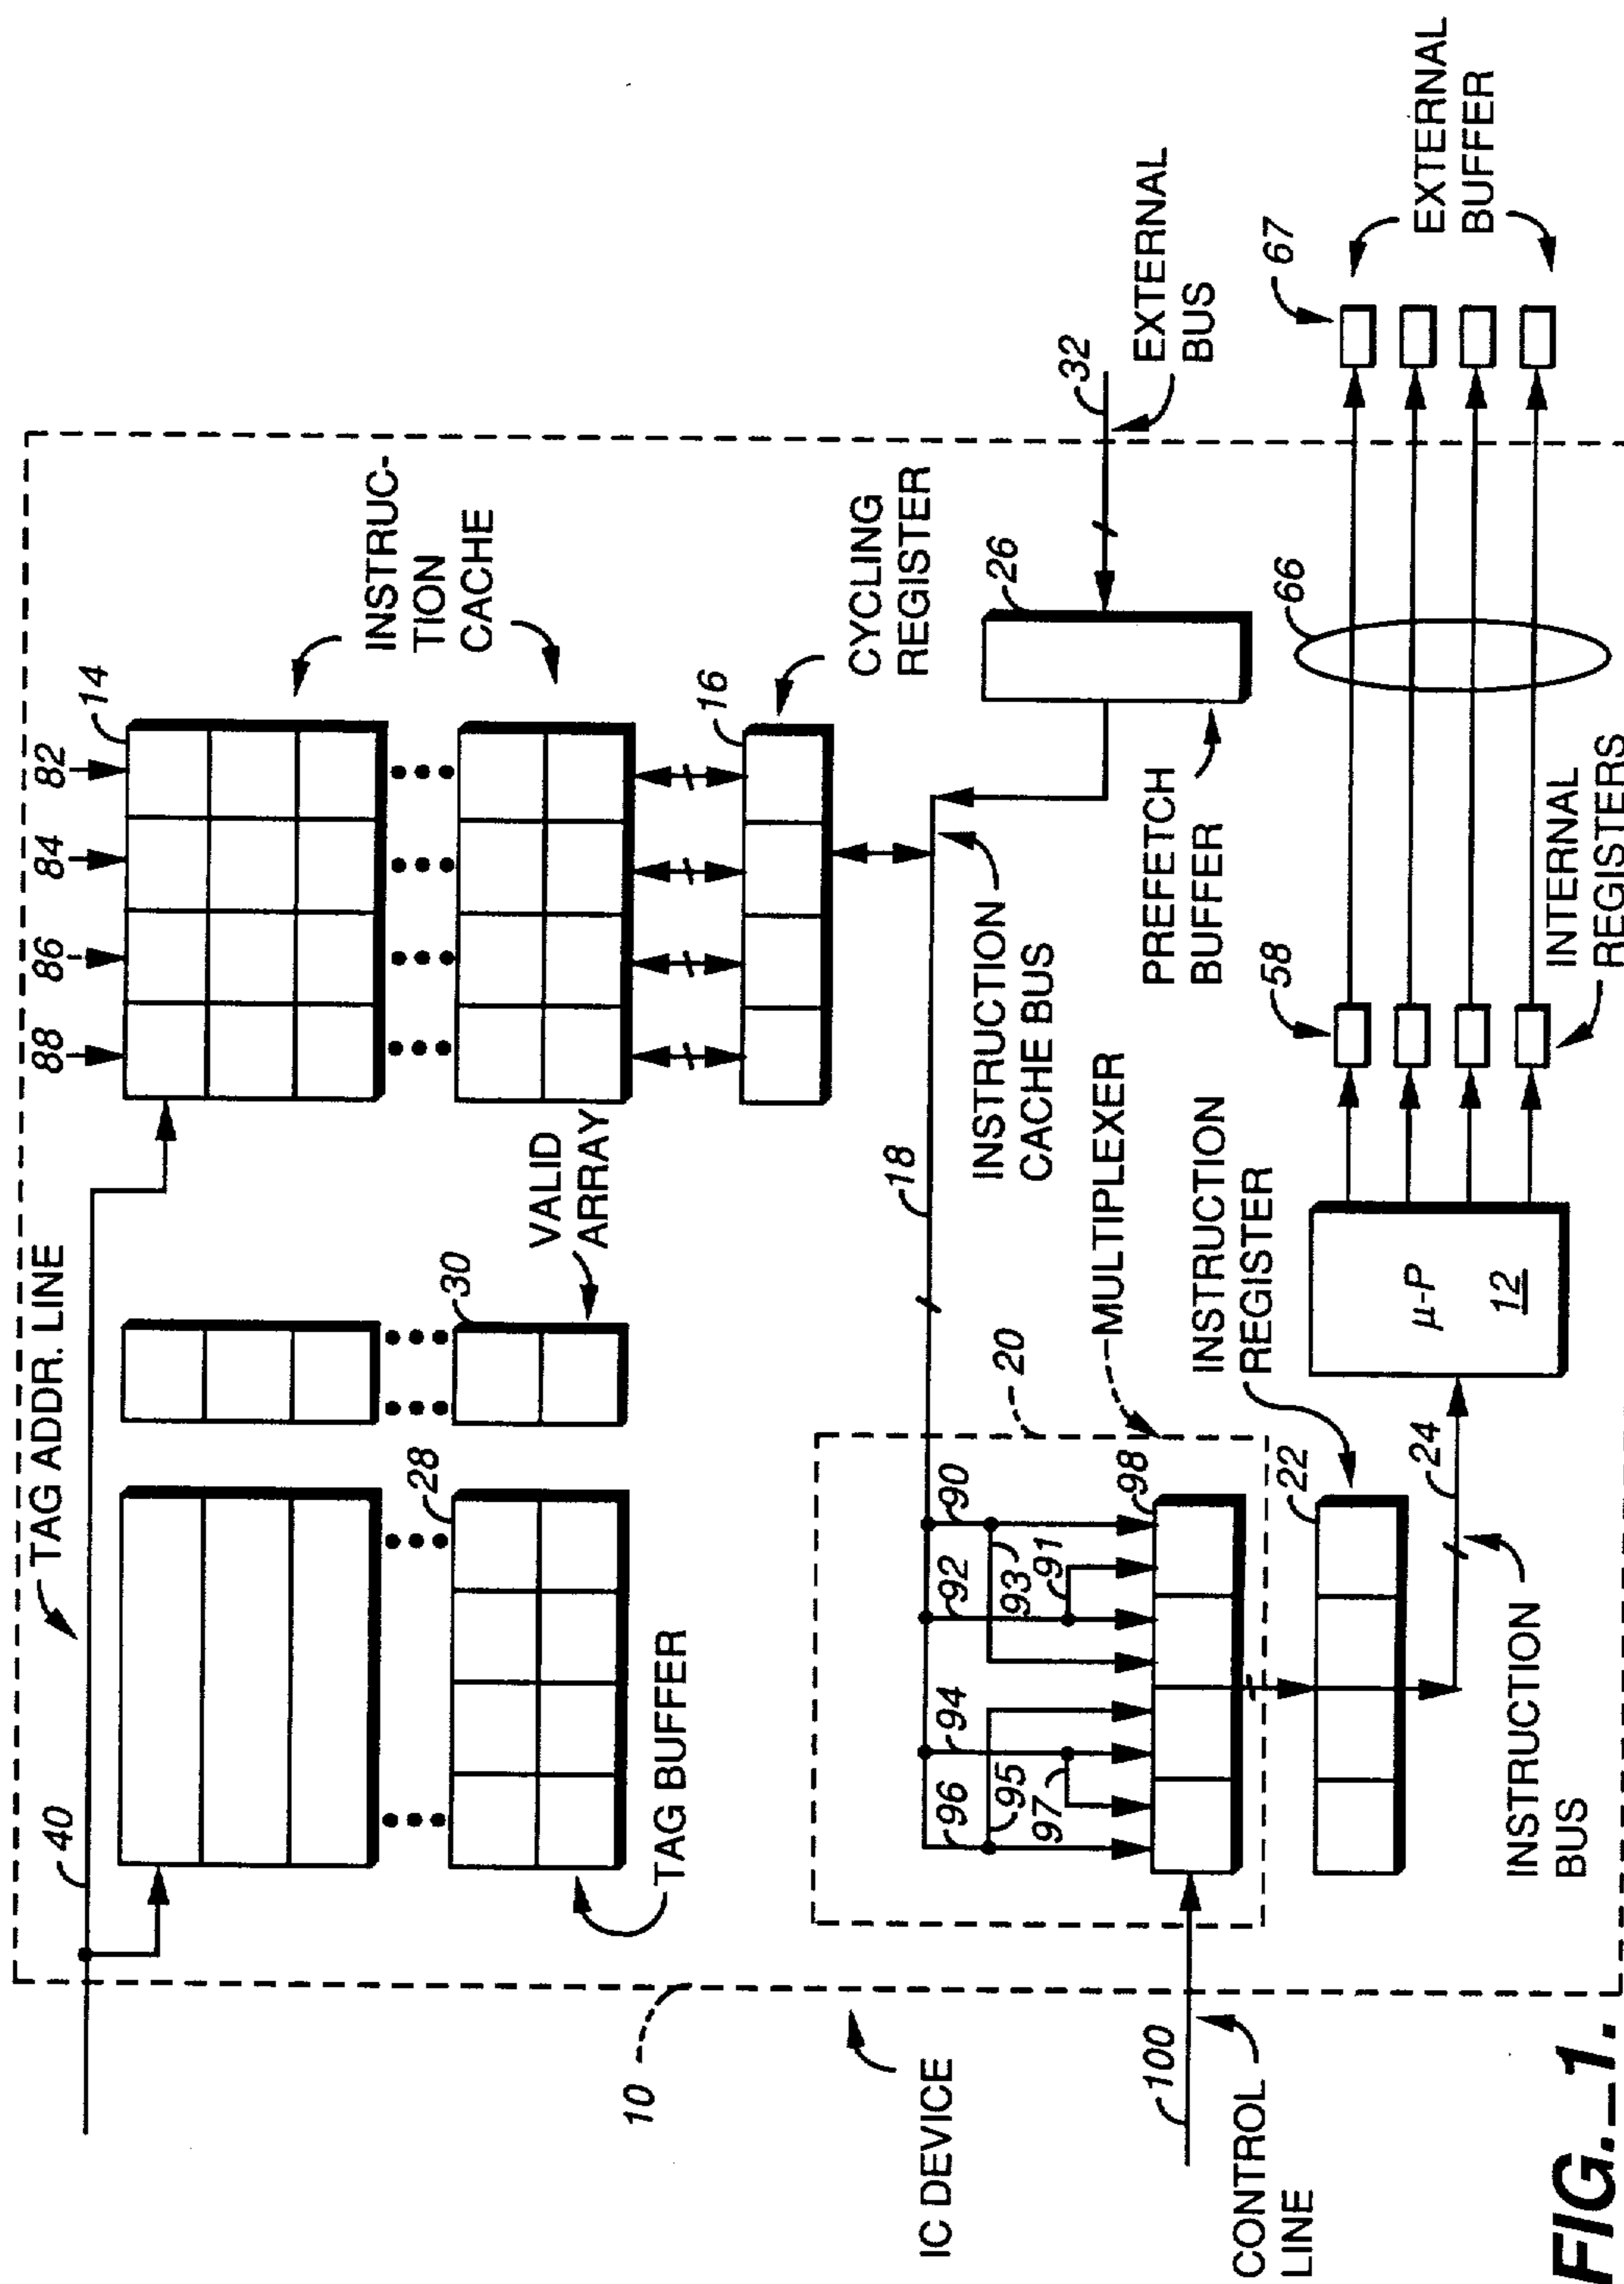 TAG ADDR. LINE
40
88
86
84
82
14
INSTRUC-
TION
CACHE
28
30
VALID
ARRAY
TAG BUFFER
16
CYCLING
REGISTER
10
IC DEVICE
18
INSTRUCTION
CACHE BUS
20
MULTIPLEXER
96
94
92
90
95
97
93
91
98
100
CONTROL
LINE
26
PREFETCH
BUFFER
32
EXTERNAL
BUS
22
INSTRUCTION
REGISTER
24
INSTRUCTION
BUS
μ-P
12
58
INTERNAL
REGISTERS
66
67
EXTERNAL
BUFFER
FIG._1.